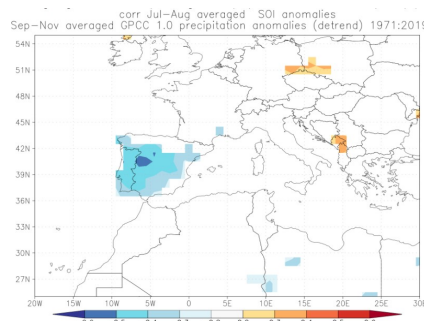 corr Jul-Aug averaged SOI anomalies
Sep-Nov averaged GPCC 1.0 precipitation anomalies (detrend) 1971:2019
54N
51N
48N
45N
42N
39N
36N
33N
30N
27N
20W 15W 10W 5W 0 5E 10E 15E 20E 25E